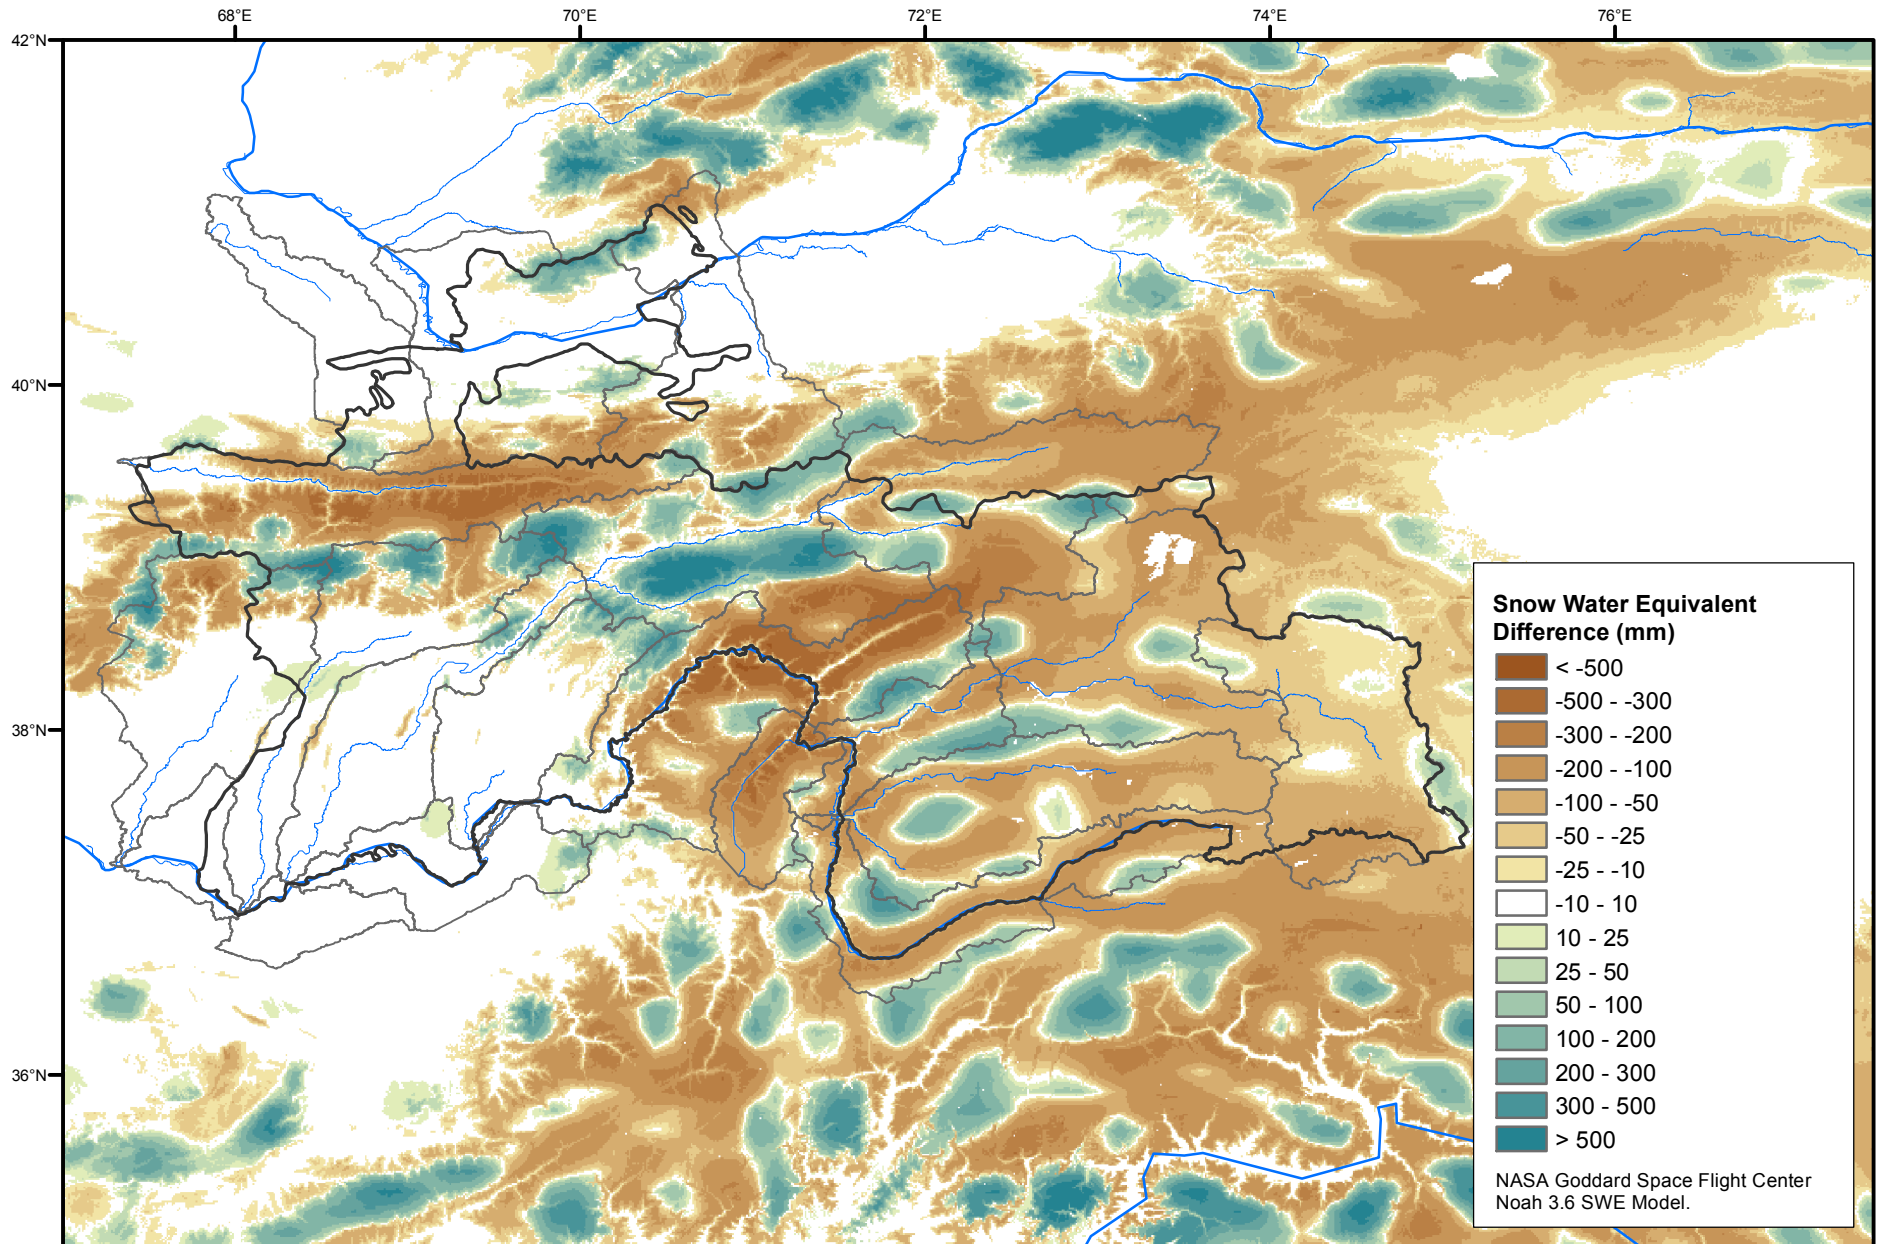 68°E 70°E 72°E 74°E 76°E
42°N
40°N
38°N
36°N
Snow Water Equivalent
Difference (mm)
< -500
-500 - -300
-300 - -200
-200 - -100
-100 - -50
-50 - -25
-25 - -10
-10 - 10
10 - 25
25 - 50
50 - 100
100 - 200
200 - 300
300 - 500
> 500
NASA Goddard Space Flight Center
Noah 3.6 SWE Model.